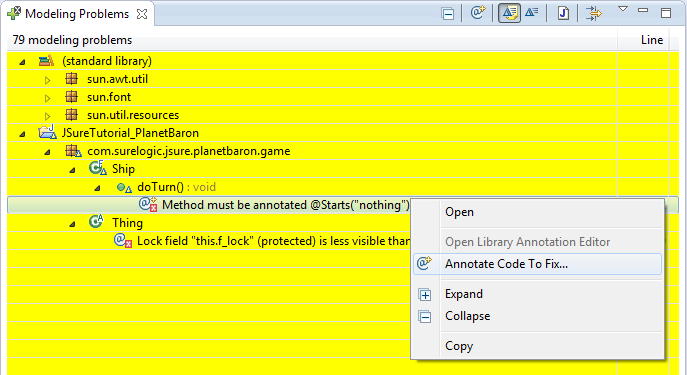 Modeling Problems
79 modeling problems Line
(standard library)
sun.awt.util
sun.font
sun.util.resources
JSureTutorial_PlanetBaron
com.surelogic.jsure.planetbaron.game
Ship
doTurn() : void
Method must be annotated @Starts("nothing")
Thing
Lock field "this.f_lock" (protected) is less visible than
Open
Open Library Annotation Editor
Annotate Code To Fix...
Expand
Collapse
Copy